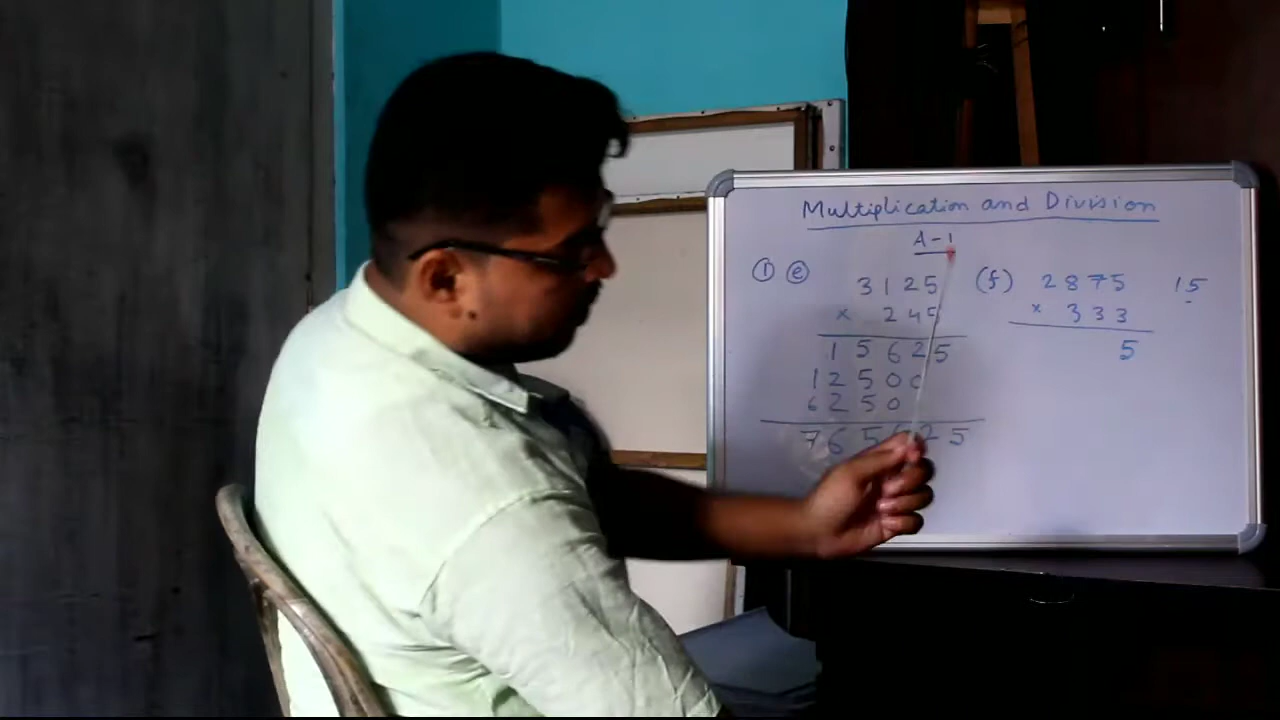 Multiplication and Division
A-1
① ⓔ 3125
× 245
15625
12500
6250
765625
(f) 2875
× 333
5
15